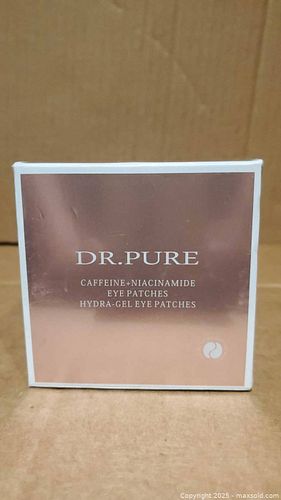 DR.PURE
CAFFEINE+NIACINAMIDE
EYE PATCHES
HYDRA-GEL EYE PATCHES
Copyright © 2025 - maxsold.com